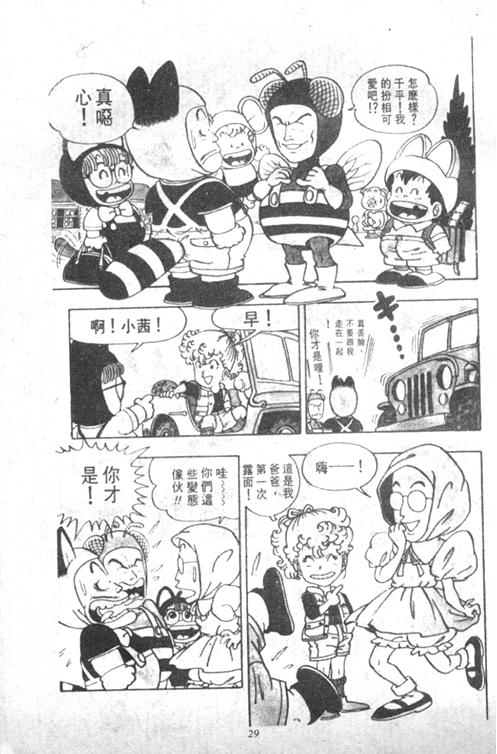 怎麼樣?
千平!我
的扮相可
愛吧!?
真噁
心!
真丟臉
不要跟我
走在一起
你才是哩!
早!
啊!小茜!
嗨——!
這是我
爸爸,
第一次
露面!
哇~
你們這
些變態
傢伙!!
你才
是!
29